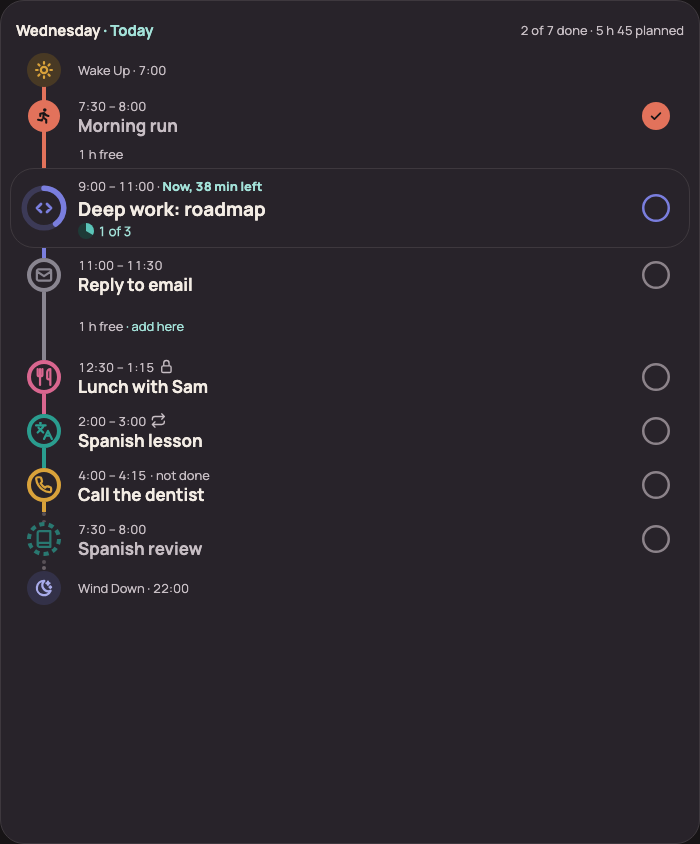 Wednesday · Today
2 of 7 done · 5 h 45 planned
Wake Up · 7:00
7:30 – 8:00
Morning run
1 h free
9:00 – 11:00 · Now, 38 min left
Deep work: roadmap
1 of 3
11:00 – 11:30
Reply to email
1 h free · add here
12:30 – 1:15
Lunch with Sam
2:00 – 3:00
Spanish lesson
4:00 – 4:15 · not done
Call the dentist
7:30 – 8:00
Spanish review
Wind Down · 22:00